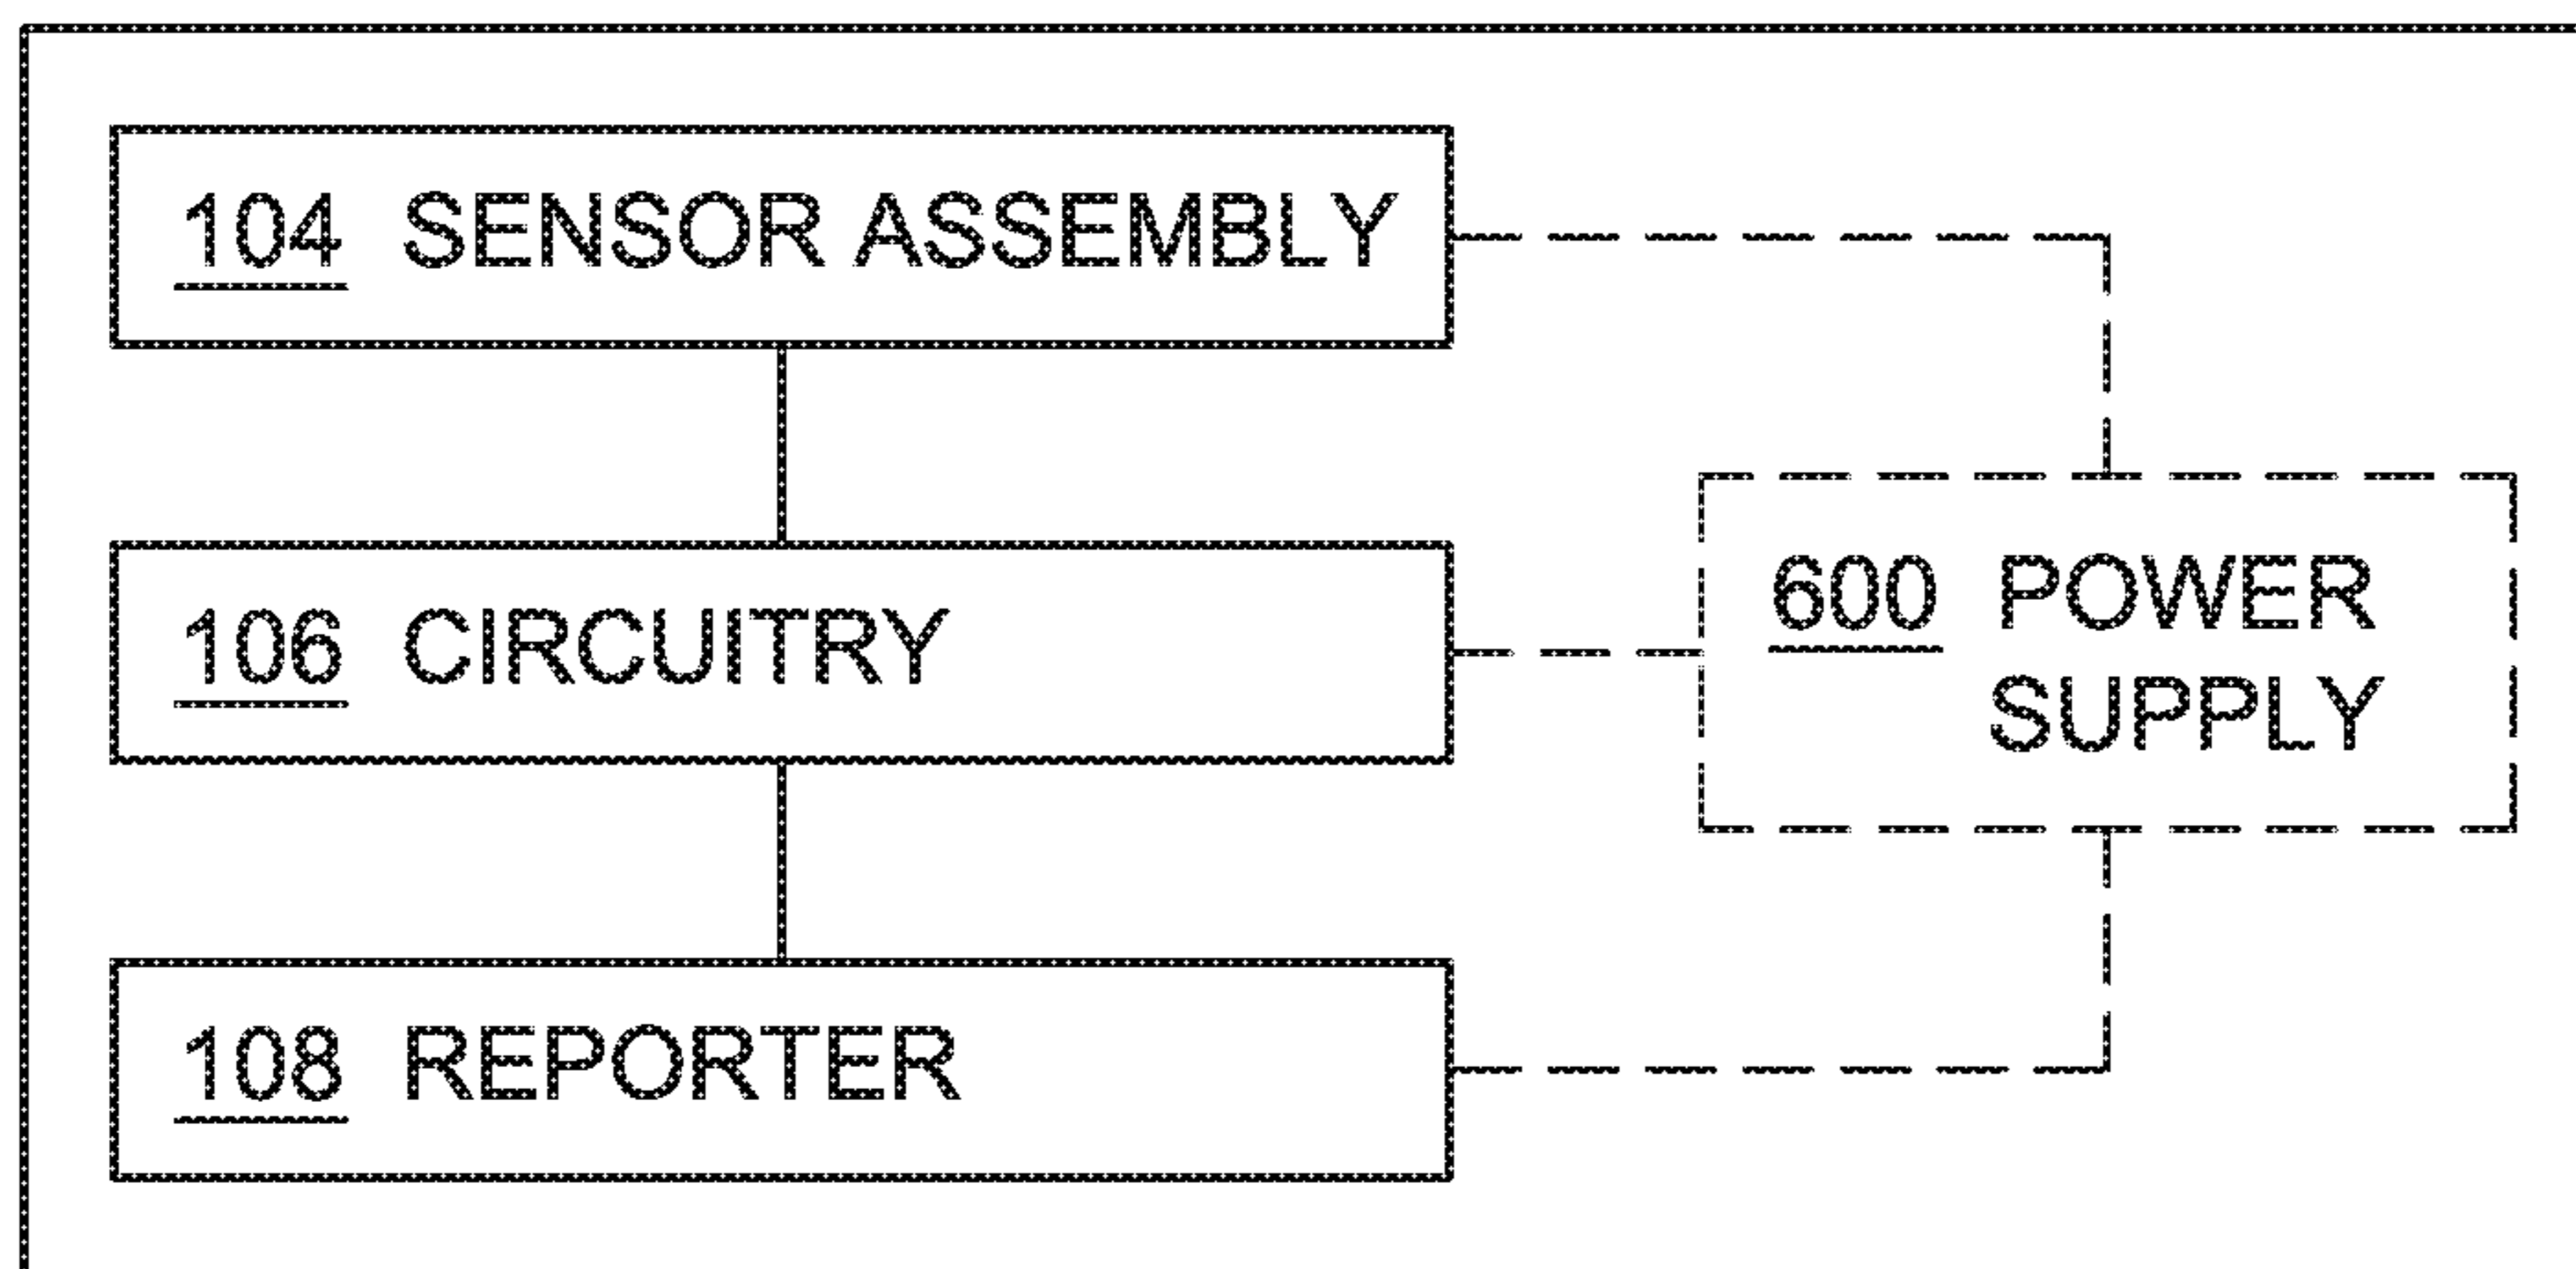 104 SENSOR ASSEMBLY
106 CIRCUITRY
600 POWER
SUPPLY
108 REPORTER